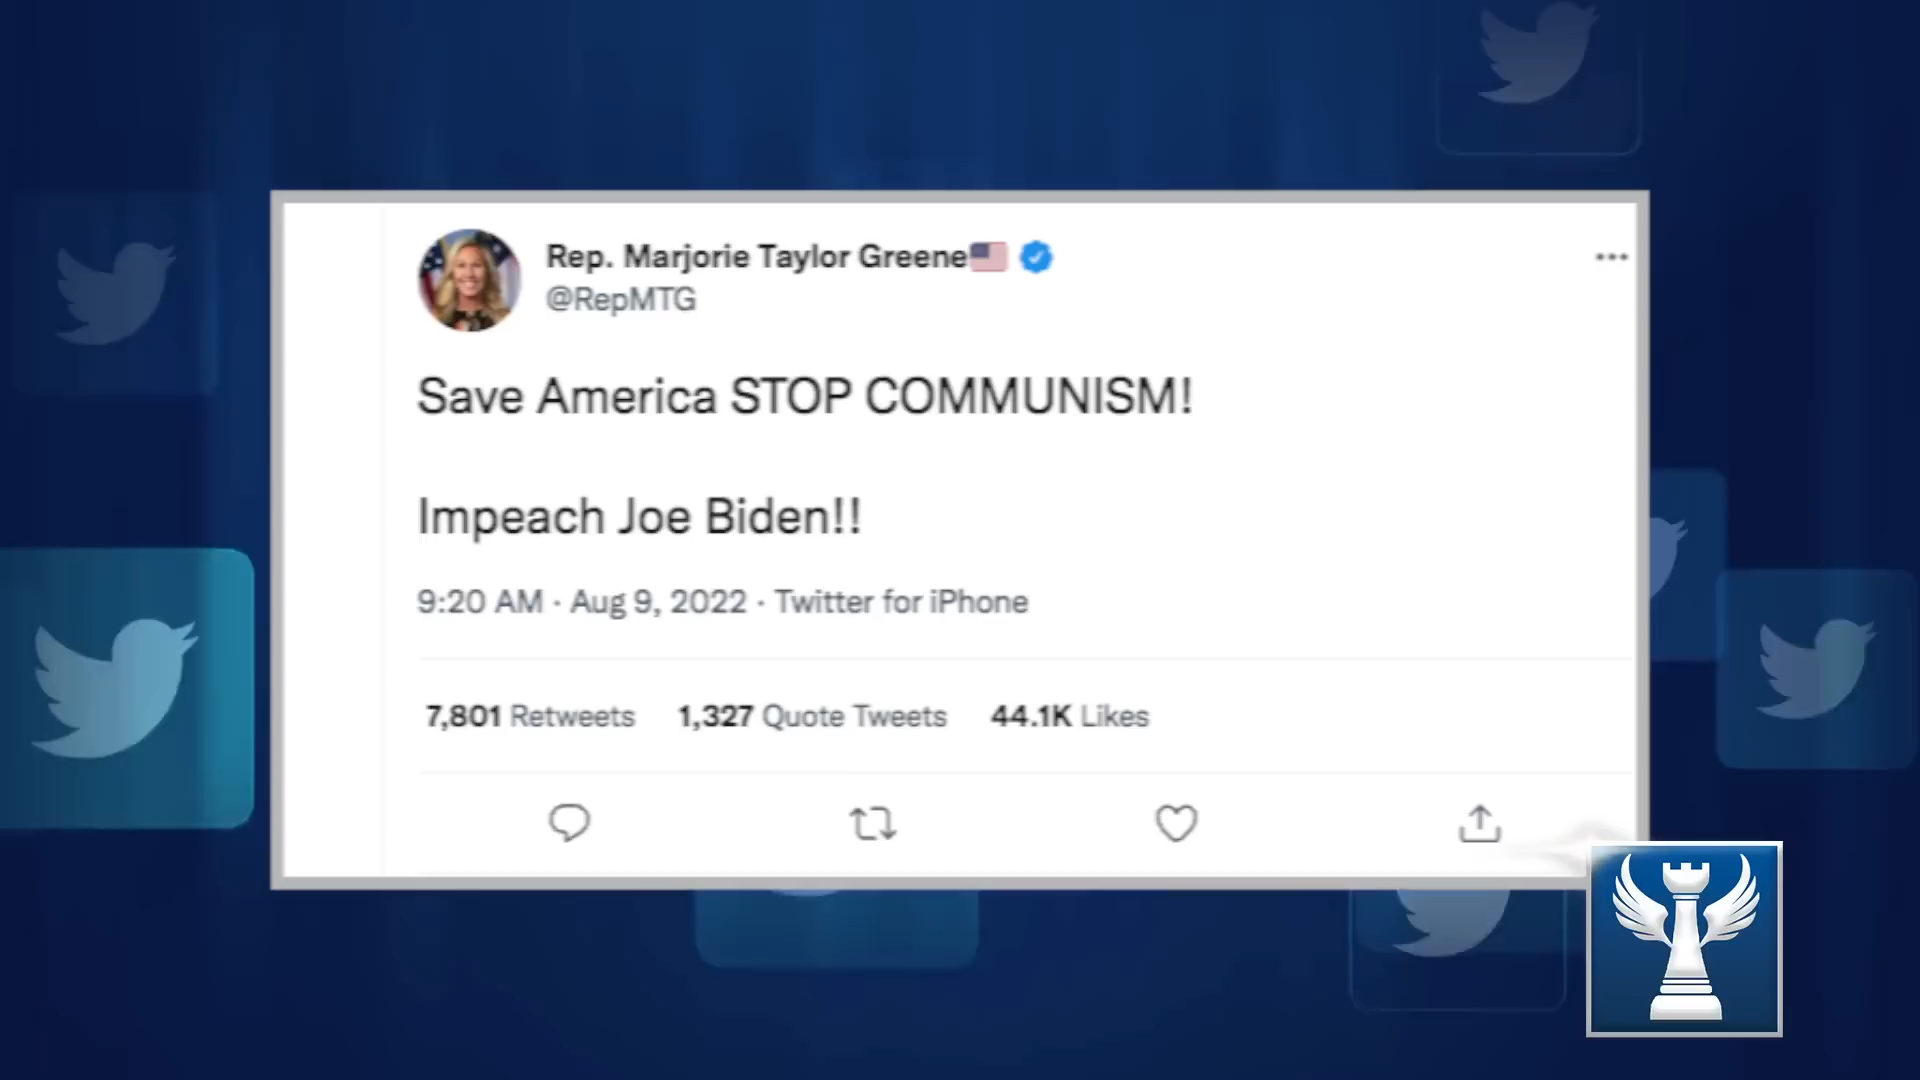 Rep. Marjorie Taylor Greene🇺🇸
@RepMTG
Save America STOP COMMUNISM!
Impeach Joe Biden!!
9:20 AM · Aug 9, 2022 · Twitter for iPhone
7,801 Retweets 1,327 Quote Tweets 44.1K Likes